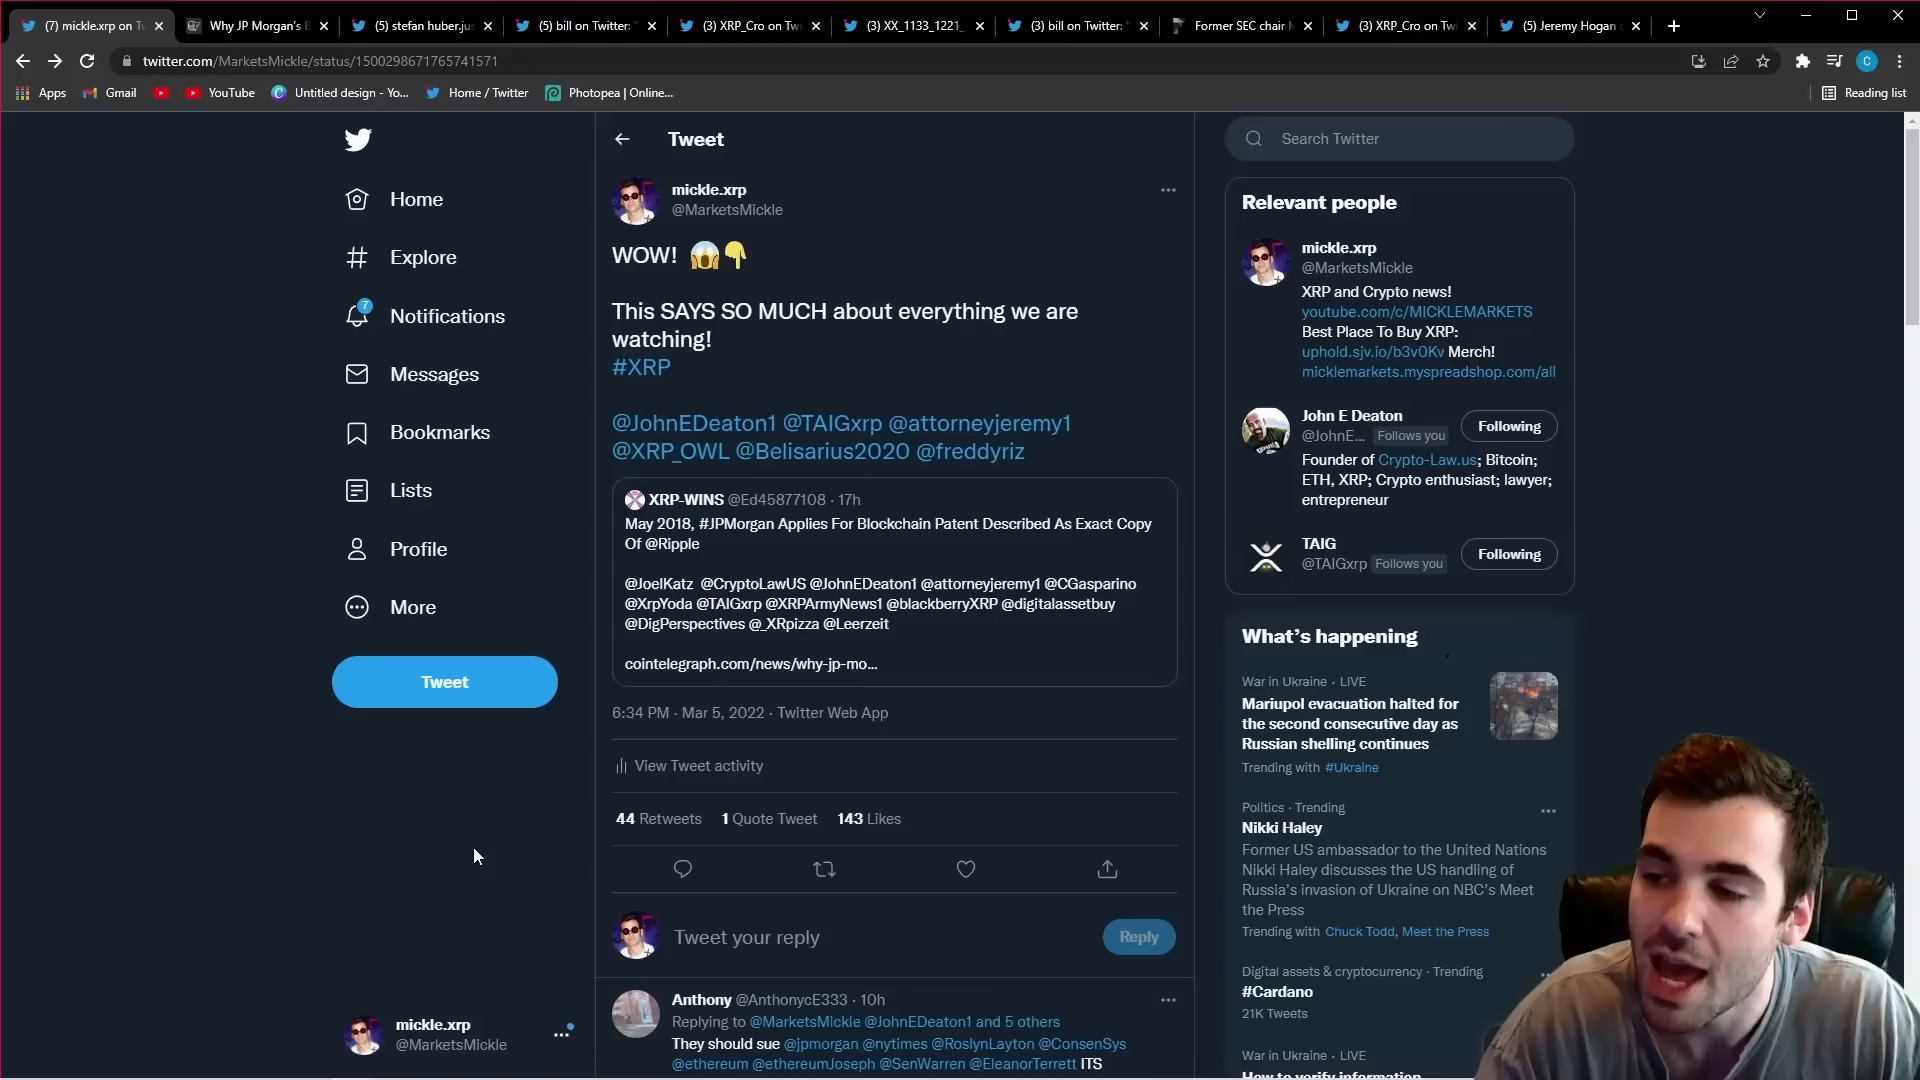 (7) mickle.xrp on T
Why JP Morgan's B
(5) stefan huber.jus
(5) bill on Twitter: "
(3) XRP_Cro on Tw
(3) XX_1133_1221_
(3) bill on Twitter: "
Former SEC chair
(3) XRP_Cro on Tw
(5) Jeremy Hogan
twitter.com/MarketsMickle/status/1500298671765741571
C
Apps
Gmail
YouTube
Untitled design - Yo...
Home / Twitter
Photopea | Online...
Reading list
Home
Explore
7
Notifications
Messages
Bookmarks
Lists
Profile
More
Tweet
mickle.xrp
@MarketsMickle
Tweet
mickle.xrp
@MarketsMickle
WOW! 😱👇
This SAYS SO MUCH about everything we are
watching!
#XRP
@JohnEDeaton1 @TAIGxrp @attorneyjeremy1
@XRP_OWL @Belisarius2020 @freddyriz
XRP-WINS @Ed45877108 · 17h
May 2018, #JPMorgan Applies For Blockchain Patent Described As Exact Copy
Of @Ripple
@JoelKatz @CryptoLawUS @JohnEDeaton1 @attorneyjeremy1 @CGasparino
@XrpYoda @TAIGxrp @XRPArmyNews1 @blackberryXRP @digitalassetbuy
@DigPerspectives @_XRpizza @Leerzeit
cointelegraph.com/news/why-jp-mo...
6:34 PM · Mar 5, 2022 · Twitter Web App
View Tweet activity
44 Retweets 1 Quote Tweet 143 Likes
Tweet your reply
Reply
Anthony @AnthonycE333 · 10h
Replying to @MarketsMickle @JohnEDeaton1 and 5 others
They should sue @jpmorgan @nytimes @RoslynLayton @ConsenSys
@ethereum @ethereumJoseph @SenWarren @EleanorTerrett ITS
Search Twitter
Relevant people
mickle.xrp
@MarketsMickle
XRP and Crypto news!
youtube.com/c/MICKLEMARKETS
Best Place To Buy XRP:
uphold.sjv.io/b3v0Kv Merch!
micklemarkets.myspreadshop.com/all
John E Deaton
@JohnE... Follows you
Following
Founder of Crypto-Law.us; Bitcoin;
ETH, XRP; Crypto enthusiast; lawyer;
entrepreneur
TAIG
@TAIGxrp Follows you
Following
What's happening
War in Ukraine · LIVE
Mariupol evacuation halted for
the second consecutive day as
Russian shelling continues
Trending with #Ukraine
Politics · Trending
Nikki Haley
Former US ambassador to the United Nations
Nikki Haley discusses the US handling of
Russia's invasion of Ukraine on NBC's Meet
the Press
Trending with Chuck Todd, Meet the Press
Digital assets & cryptocurrency · Trending
#Cardano
21K Tweets
War in Ukraine · LIVE
How to verify information